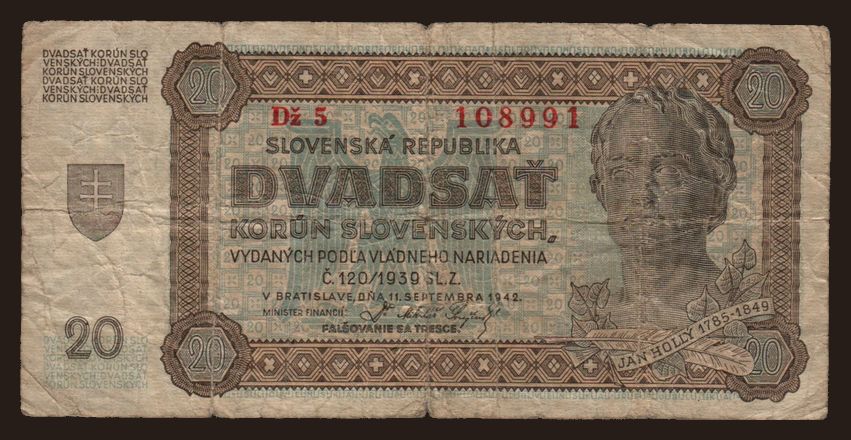 DVADSAŤ KORÚN SLO
VENSKÝCH:DVADSAŤ
KORÚN SLOVENSKÝCH
DVADSAŤ KORÚN SLO
VENSKÝCH:DVADSAŤ
KORÚN SLOVENSKÝCH
20
20
Dž 5 108991
SLOVENSKÁ REPUBLIKA
DVADSAŤ
KORÚN SLOVENSKÝCH
VYDANÝCH PODĽA VLÁDNEHO NARIADENIA
Č. 120/1939 SL. Z.
V BRATISLAVE, DŇA 11. SEPTEMBRA 1942.
MINISTER FINANCIÍ:
FALŠOVANIE SA TRESCE.
JÁN HOLLÝ 1785-1849
20
20
20